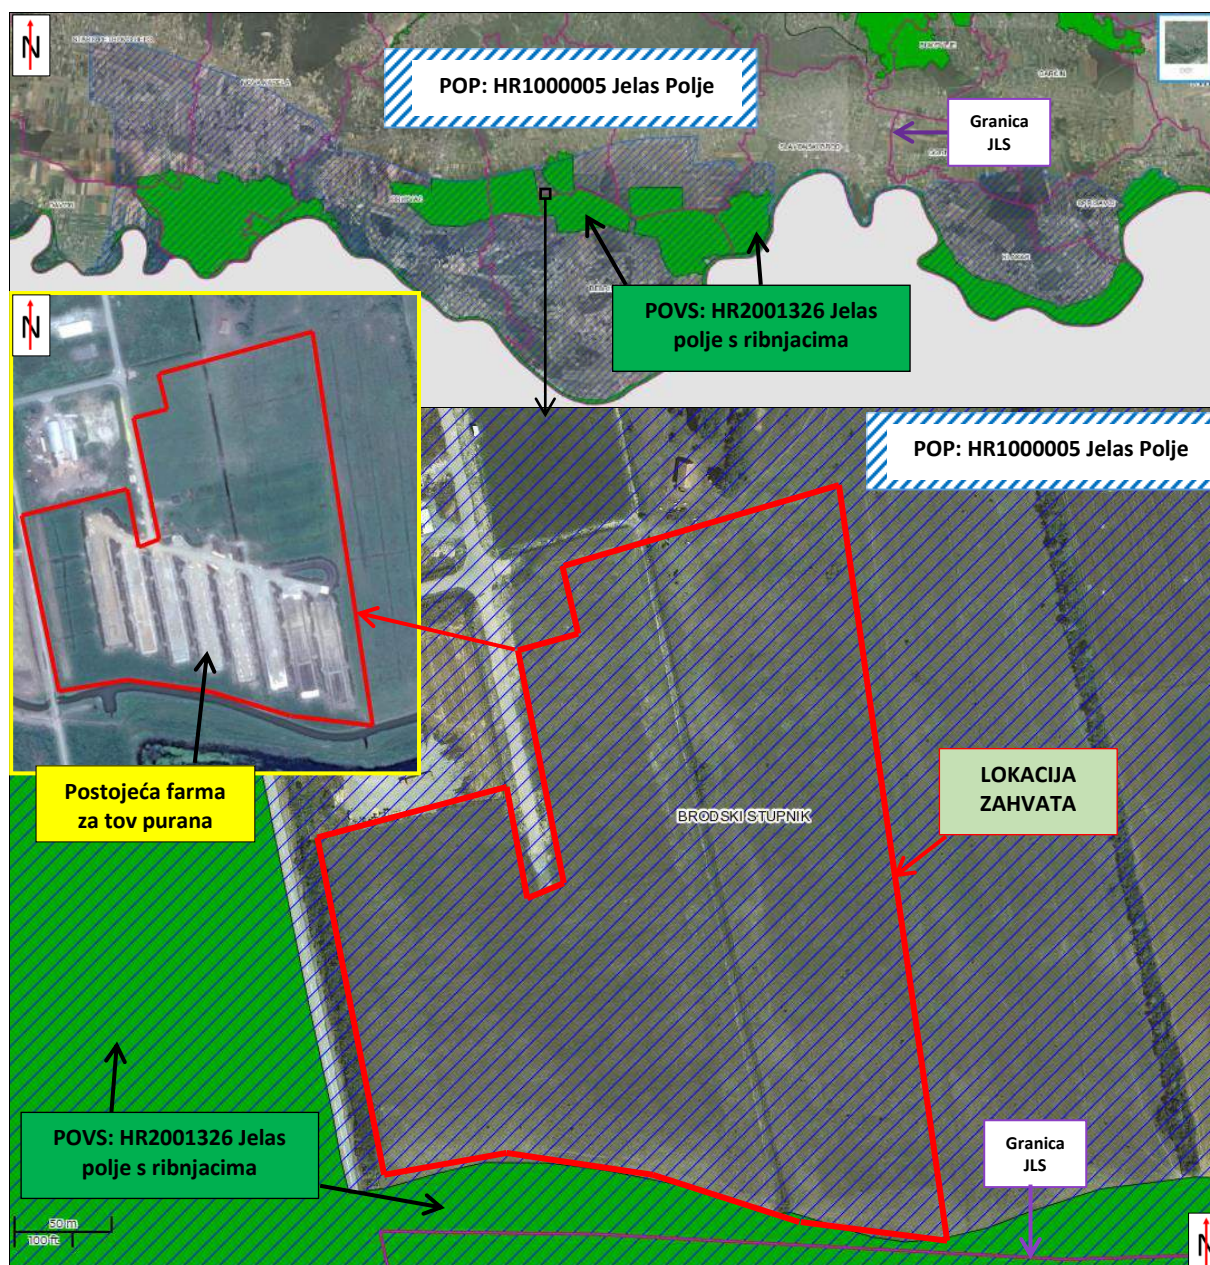 N
POP: HR1000005 Jelas Polje
Granica
JLS
POVS: HR2001326 Jelas
polje s ribnjacima
N
POP: HR1000005 Jelas Polje
Postojeća farma
za tov purana
LOKACIJA
ZAHVATA
BRODSKI STUPNIK
POVS: HR2001326 Jelas
polje s ribnjacima
Granica
JLS
50 m
100 ft
N